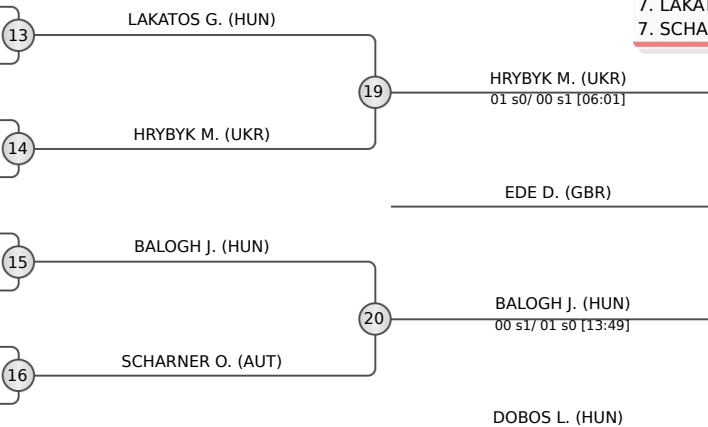 7. LAKAT
7. SCHA
LAKATOS G. (HUN)
13
19
HRYBYK M. (UKR)
01 s0/ 00 s1 [06:01]
HRYBYK M. (UKR)
14
EDE D. (GBR)
BALOGH J. (HUN)
15
BALOGH J. (HUN)
20
00 s1/ 01 s0 [13:49]
SCHARNER O. (AUT)
16
DOBOS L. (HUN)